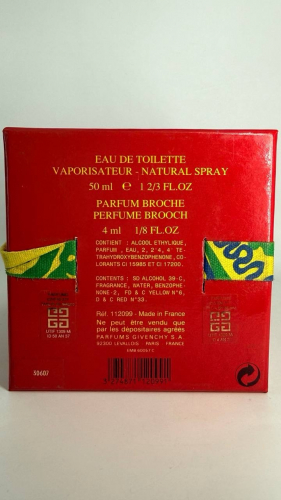 EAU DE TOILETTE
VAPORISATEUR - NATURAL SPRAY
50 ml e 1 2/3 FL.OZ
PARFUM BROCHE
PERFUME BROOCH
4 ml 1/8 FL.OZ
CONTIENT : ALCOOL ETHYLIQUE,
PARFUM , EAU, 2,2',4,4' TE-
TRAHYDROXYBENZOPHENONE, CO-
LORANTS CI 15985 ET CI 17200.
CONTENTS : SD ALCOHOL 39-C,
FRAGRANCE, WATER, BENZOPHE-
NONE-2, FD & C YELLOW N°6,
D & C RED N°33.
Réf. 112099 - Made in France
Ne peut être vendu que
par les dépositaires agréés
PARFUMS GIVENCHY S.A.
92300 LEVALLOIS PARIS FRANCE
30607